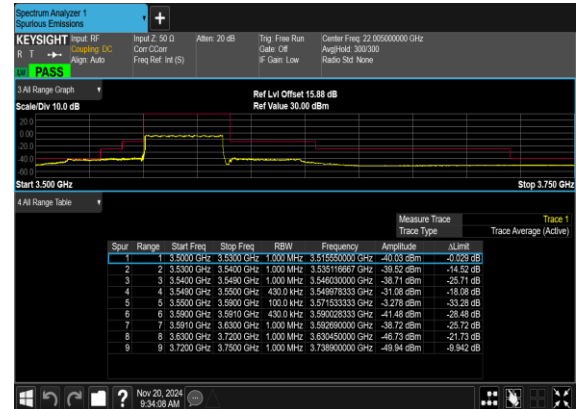 Spectrum Analyzer 1
Spurious Emissions
+
KEYSIGHT Input: RF Input Z: 50 Ω Atten: 20 dB Trig: Free Run Center Freq: 22.005000000 GHz
R T Coupling: DC Corr CCorr Gate: Off Avg|Hold: 300/300
Align: Auto Freq Ref: Int (S) IF Gain: Low Radio Std: None
PASS
3 All Range Graph
Ref Lvl Offset 15.88 dB
Scale/Div 10.0 dB Ref Value 30.00 dBm
20.0
0.00
-20.0
-40.0
-60.0
Start 3.500 GHz Stop 3.750 GHz
4 All Range Table
Measure Trace Trace 1
Trace Type Trace Average (Active)
Spur Range Start Freq Stop Freq RBW Frequency Amplitude ΔLimit
1 1 3.5000 GHz 3.5300 GHz 1.000 MHz 3.515550000 GHz -40.03 dBm -0.029 dB
2 2 3.5300 GHz 3.5400 GHz 1.000 MHz 3.535116667 GHz -39.52 dBm -14.52 dB
3 3 3.5400 GHz 3.5490 GHz 1.000 MHz 3.546030000 GHz -38.71 dBm -25.71 dB
4 4 3.5490 GHz 3.5500 GHz 430.0 kHz 3.549978333 GHz -31.08 dBm -18.08 dB
5 5 3.5500 GHz 3.5900 GHz 100.0 kHz 3.571533333 GHz -3.278 dBm -33.28 dB
6 6 3.5900 GHz 3.5910 GHz 430.0 kHz 3.590028333 GHz -41.48 dBm -28.48 dB
7 7 3.5910 GHz 3.6300 GHz 1.000 MHz 3.592690000 GHz -38.72 dBm -25.72 dB
8 8 3.6300 GHz 3.7200 GHz 1.000 MHz 3.630450000 GHz -46.73 dBm -21.73 dB
9 9 3.7200 GHz 3.7500 GHz 1.000 MHz 3.738900000 GHz -49.94 dBm -9.942 dB
? Nov 20, 2024
9:34:08 AM